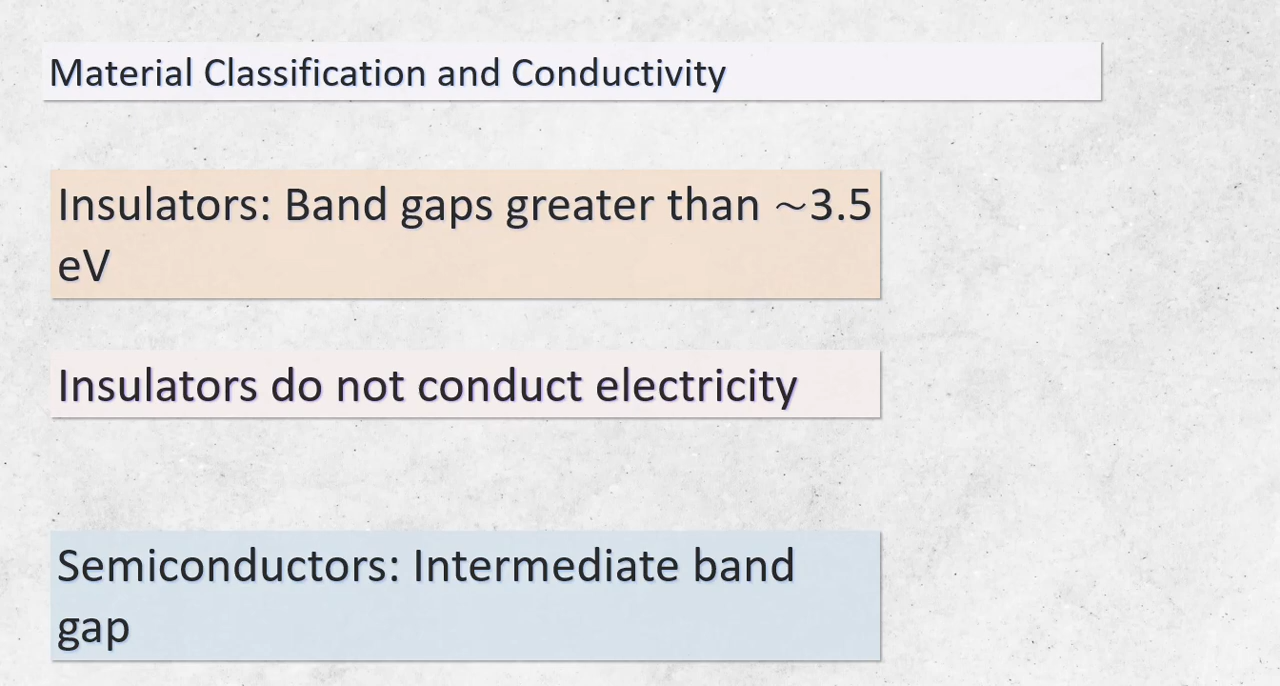 Material Classification and Conductivity
Insulators: Band gaps greater than ~3.5
eV
Insulators do not conduct electricity
Semiconductors: Intermediate band
gap